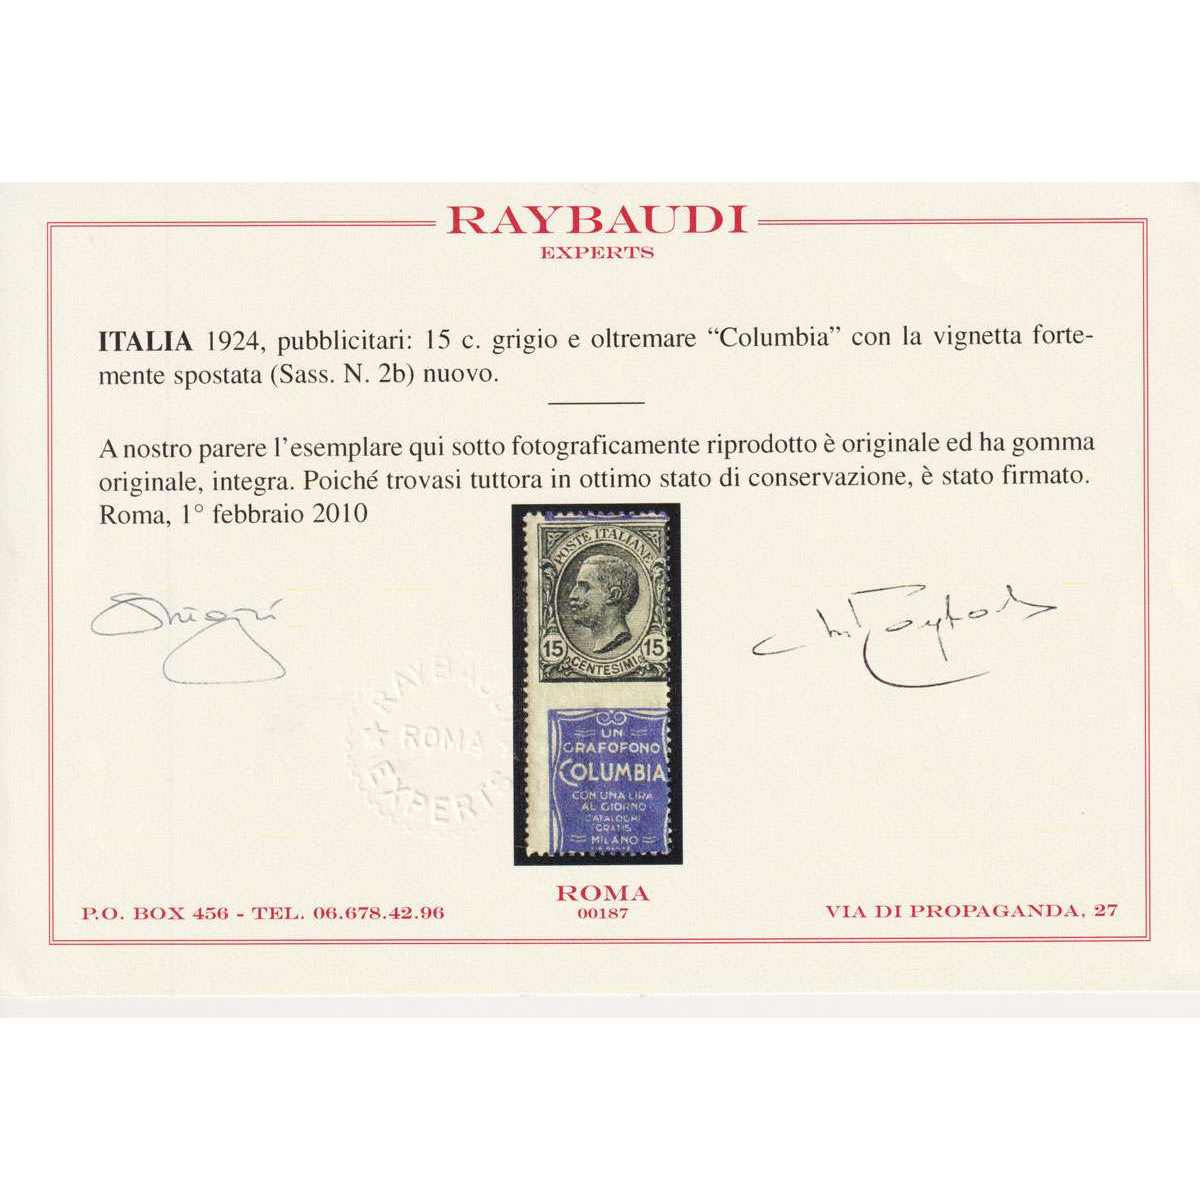 RAYBAUDI
EXPERTS
ITALIA 1924, pubblicitari: 15 c. grigio e oltremare “Columbia” con la vignetta forte-
mente spostata (Sass. N. 2b) nuovo.
A nostro parere l’esemplare qui sotto fotograficamente riprodotto è originale ed ha gomma
originale, integra. Poiché trovasi tuttora in ottimo stato di conservazione, è stato firmato.
Roma, 1° febbraio 2010
POSTE ITALIANE
15 15
CENTESIMI
RAYBAUDI
ROMA
EXPERTS
UN
GRAFOFONO
COLUMBIA
CON UNA LIRA
AL GIORNO
CATALOGHI
GRATIS
MILANO
ROMA
00187
P.O. BOX 456 - TEL. 06.678.42.96
VIA DI PROPAGANDA, 27